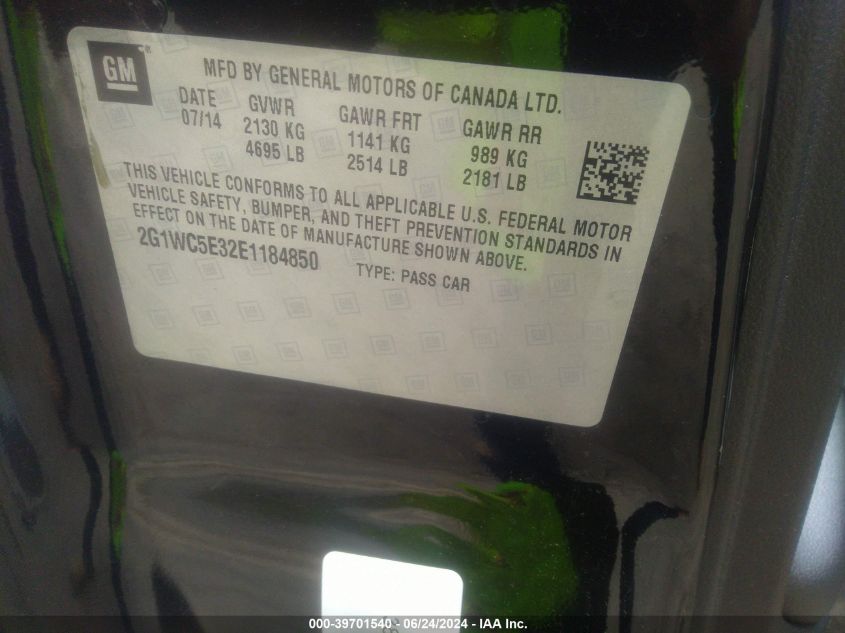 GM ®
MFD BY GENERAL MOTORS OF CANADA LTD.
DATE GVWR GAWR FRT GAWR RR
07/14 2130 KG 1141 KG 989 KG
4695 LB 2514 LB 2181 LB
THIS VEHICLE CONFORMS TO ALL APPLICABLE U.S. FEDERAL MOTOR
VEHICLE SAFETY, BUMPER, AND THEFT PREVENTION STANDARDS IN
EFFECT ON THE DATE OF MANUFACTURE SHOWN ABOVE.
2G1WC5E32E1184850 TYPE: PASS CAR
000-39701540 - 06/24/2024 - IAA Inc.